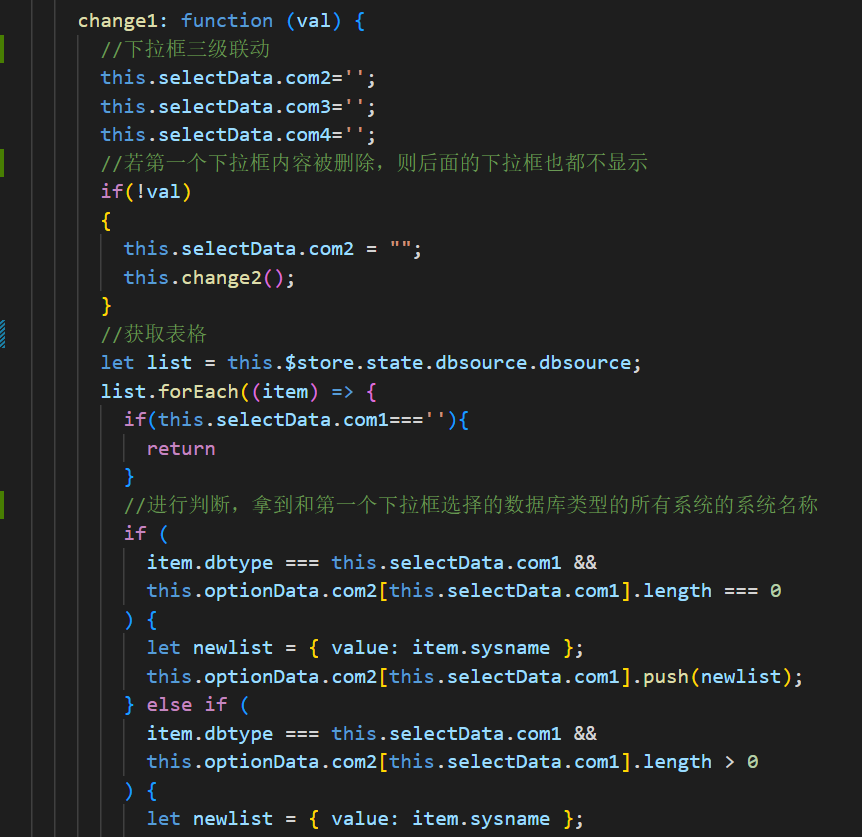 change1: function (val) {
//下拉框三级联动
this.selectData.com2='';
this.selectData.com3='';
this.selectData.com4='';
//若第一个下拉框内容被删除，则后面的下拉框也都不显示
if(!val)
{
this.selectData.com2 = "";
this.change2();
}
//获取表格
let list = this.$store.state.dbsource.dbsource;
list.forEach((item) => {
if(this.selectData.com1===''){
return
}
//进行判断，拿到和第一个下拉框选择的数据库类型的所有系统的系统名称
if (
item.dbtype === this.selectData.com1 &&
this.optionData.com2[this.selectData.com1].length === 0
) {
let newlist = { value: item.sysname };
this.optionData.com2[this.selectData.com1].push(newlist);
} else if (
item.dbtype === this.selectData.com1 &&
this.optionData.com2[this.selectData.com1].length > 0
) {
let newlist = { value: item.sysname };